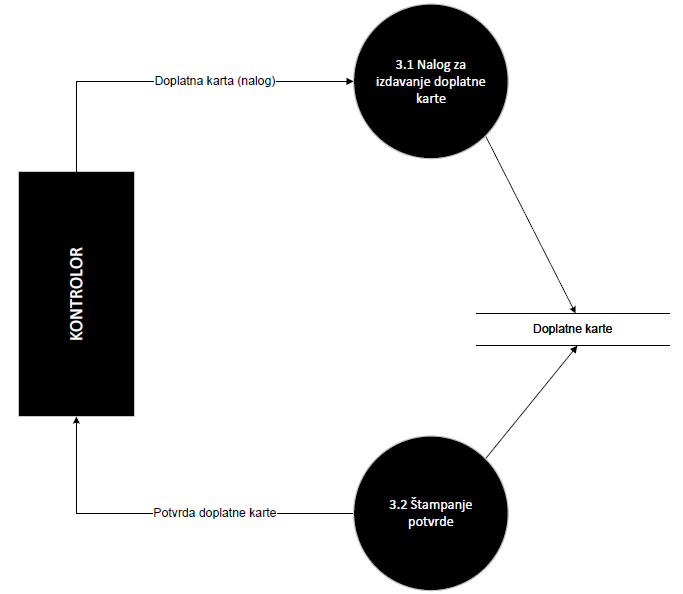 3.1 Nalog za
izdavanje doplatne
karte
Doplatna karta (nalog)
KONTROLOR
Doplatne karte
3.2 Štampanje
potvrde
Potvrda doplatne karte